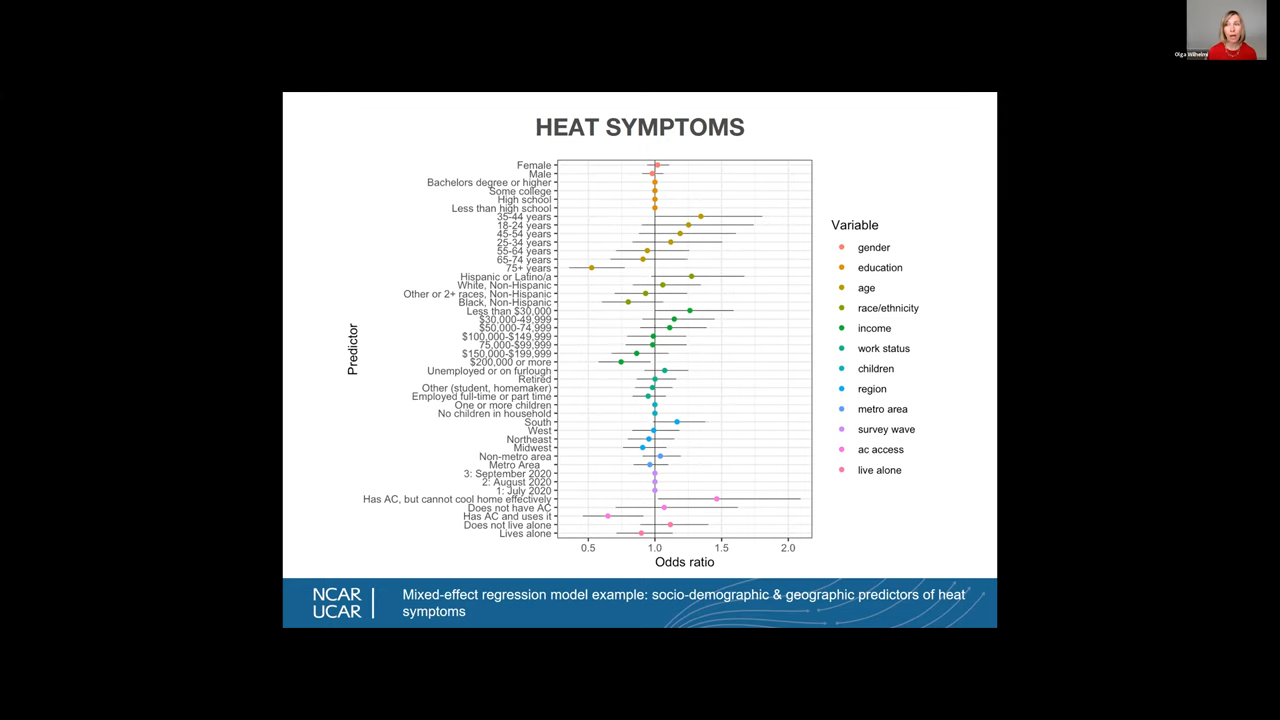 Olga Wilhelmi
HEAT SYMPTOMS
Female
Male
Bachelors degree or higher
Some college
High school
Less than high school
35-44 years
18-24 years
45-54 years
25-34 years
55-64 years
65-74 years
75+ years
Hispanic or Latino/a
White, Non-Hispanic
Other or 2+ races, Non-Hispanic
Black, Non-Hispanic
Less than $30,000
$30,000-49,999
$50,000-74,999
$100,000-$149,999
75,000-$99,999
$150,000-$199,999
$200,000 or more
Unemployed or on furlough
Retired
Other (student, homemaker)
Employed full-time or part time
One or more children
No children in household
South
West
Northeast
Midwest
Non-metro area
Metro Area
3: September 2020
2: August 2020
1: July 2020
Has AC, but cannot cool home effectively
Does not have AC
Has AC and uses it
Does not live alone
Lives alone
Predictor
0.5
1.0
1.5
2.0
Odds ratio
Variable
gender
education
age
race/ethnicity
income
work status
children
region
metro area
survey wave
ac access
live alone
NCAR
UCAR
Mixed-effect regression model example: socio-demographic & geographic predictors of heat
symptoms